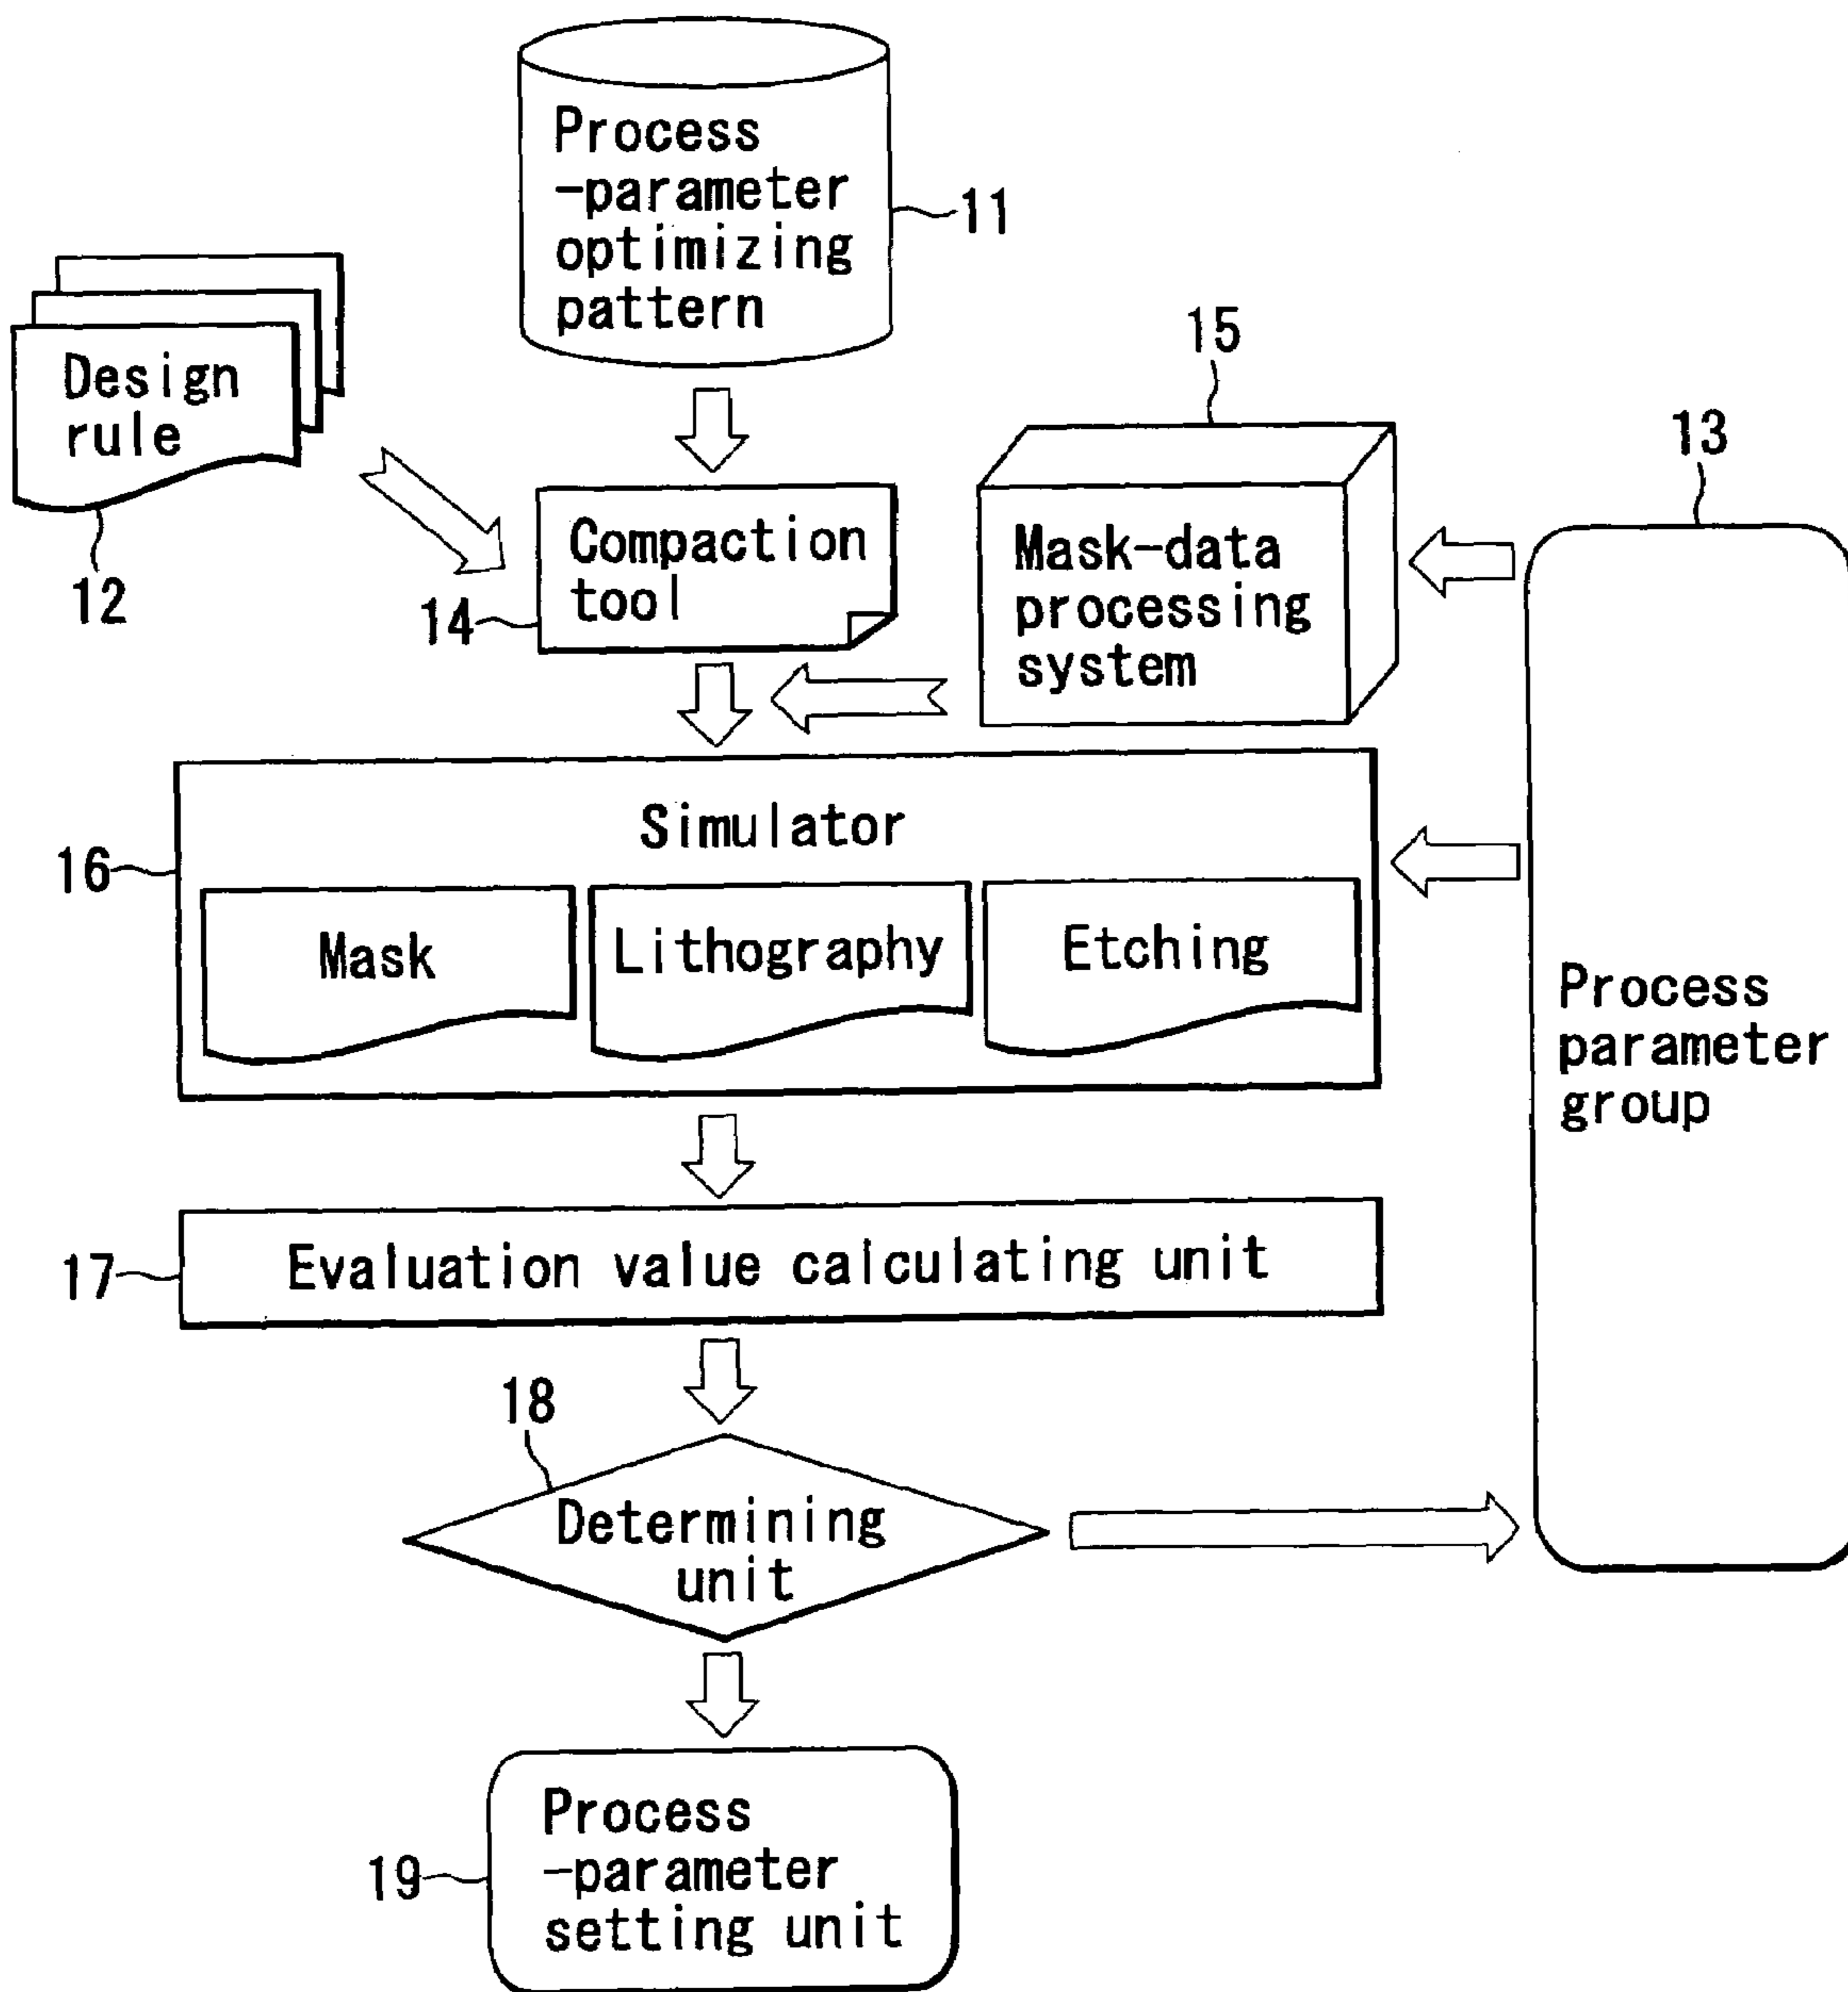 Process
-parameter
optimizing
pattern
11
Design
rule
12
15
13
Compaction
tool
14
Mask-data
processing
system
Simulator
16
Mask
Lithography
Etching
Process
parameter
group
17
Evaluation value calculating unit
18
Determining
unit
Process
-parameter
setting unit
19